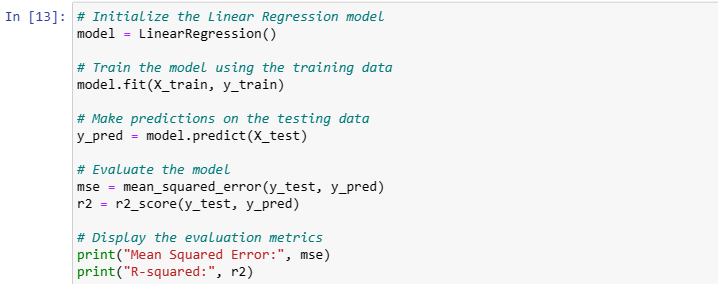 In [13]: # Initialize the Linear Regression model
model = LinearRegression()
# Train the model using the training data
model.fit(X_train, y_train)
# Make predictions on the testing data
y_pred = model.predict(X_test)
# Evaluate the model
mse = mean_squared_error(y_test, y_pred)
r2 = r2_score(y_test, y_pred)
# Display the evaluation metrics
print("Mean Squared Error:", mse)
print("R-squared:", r2)